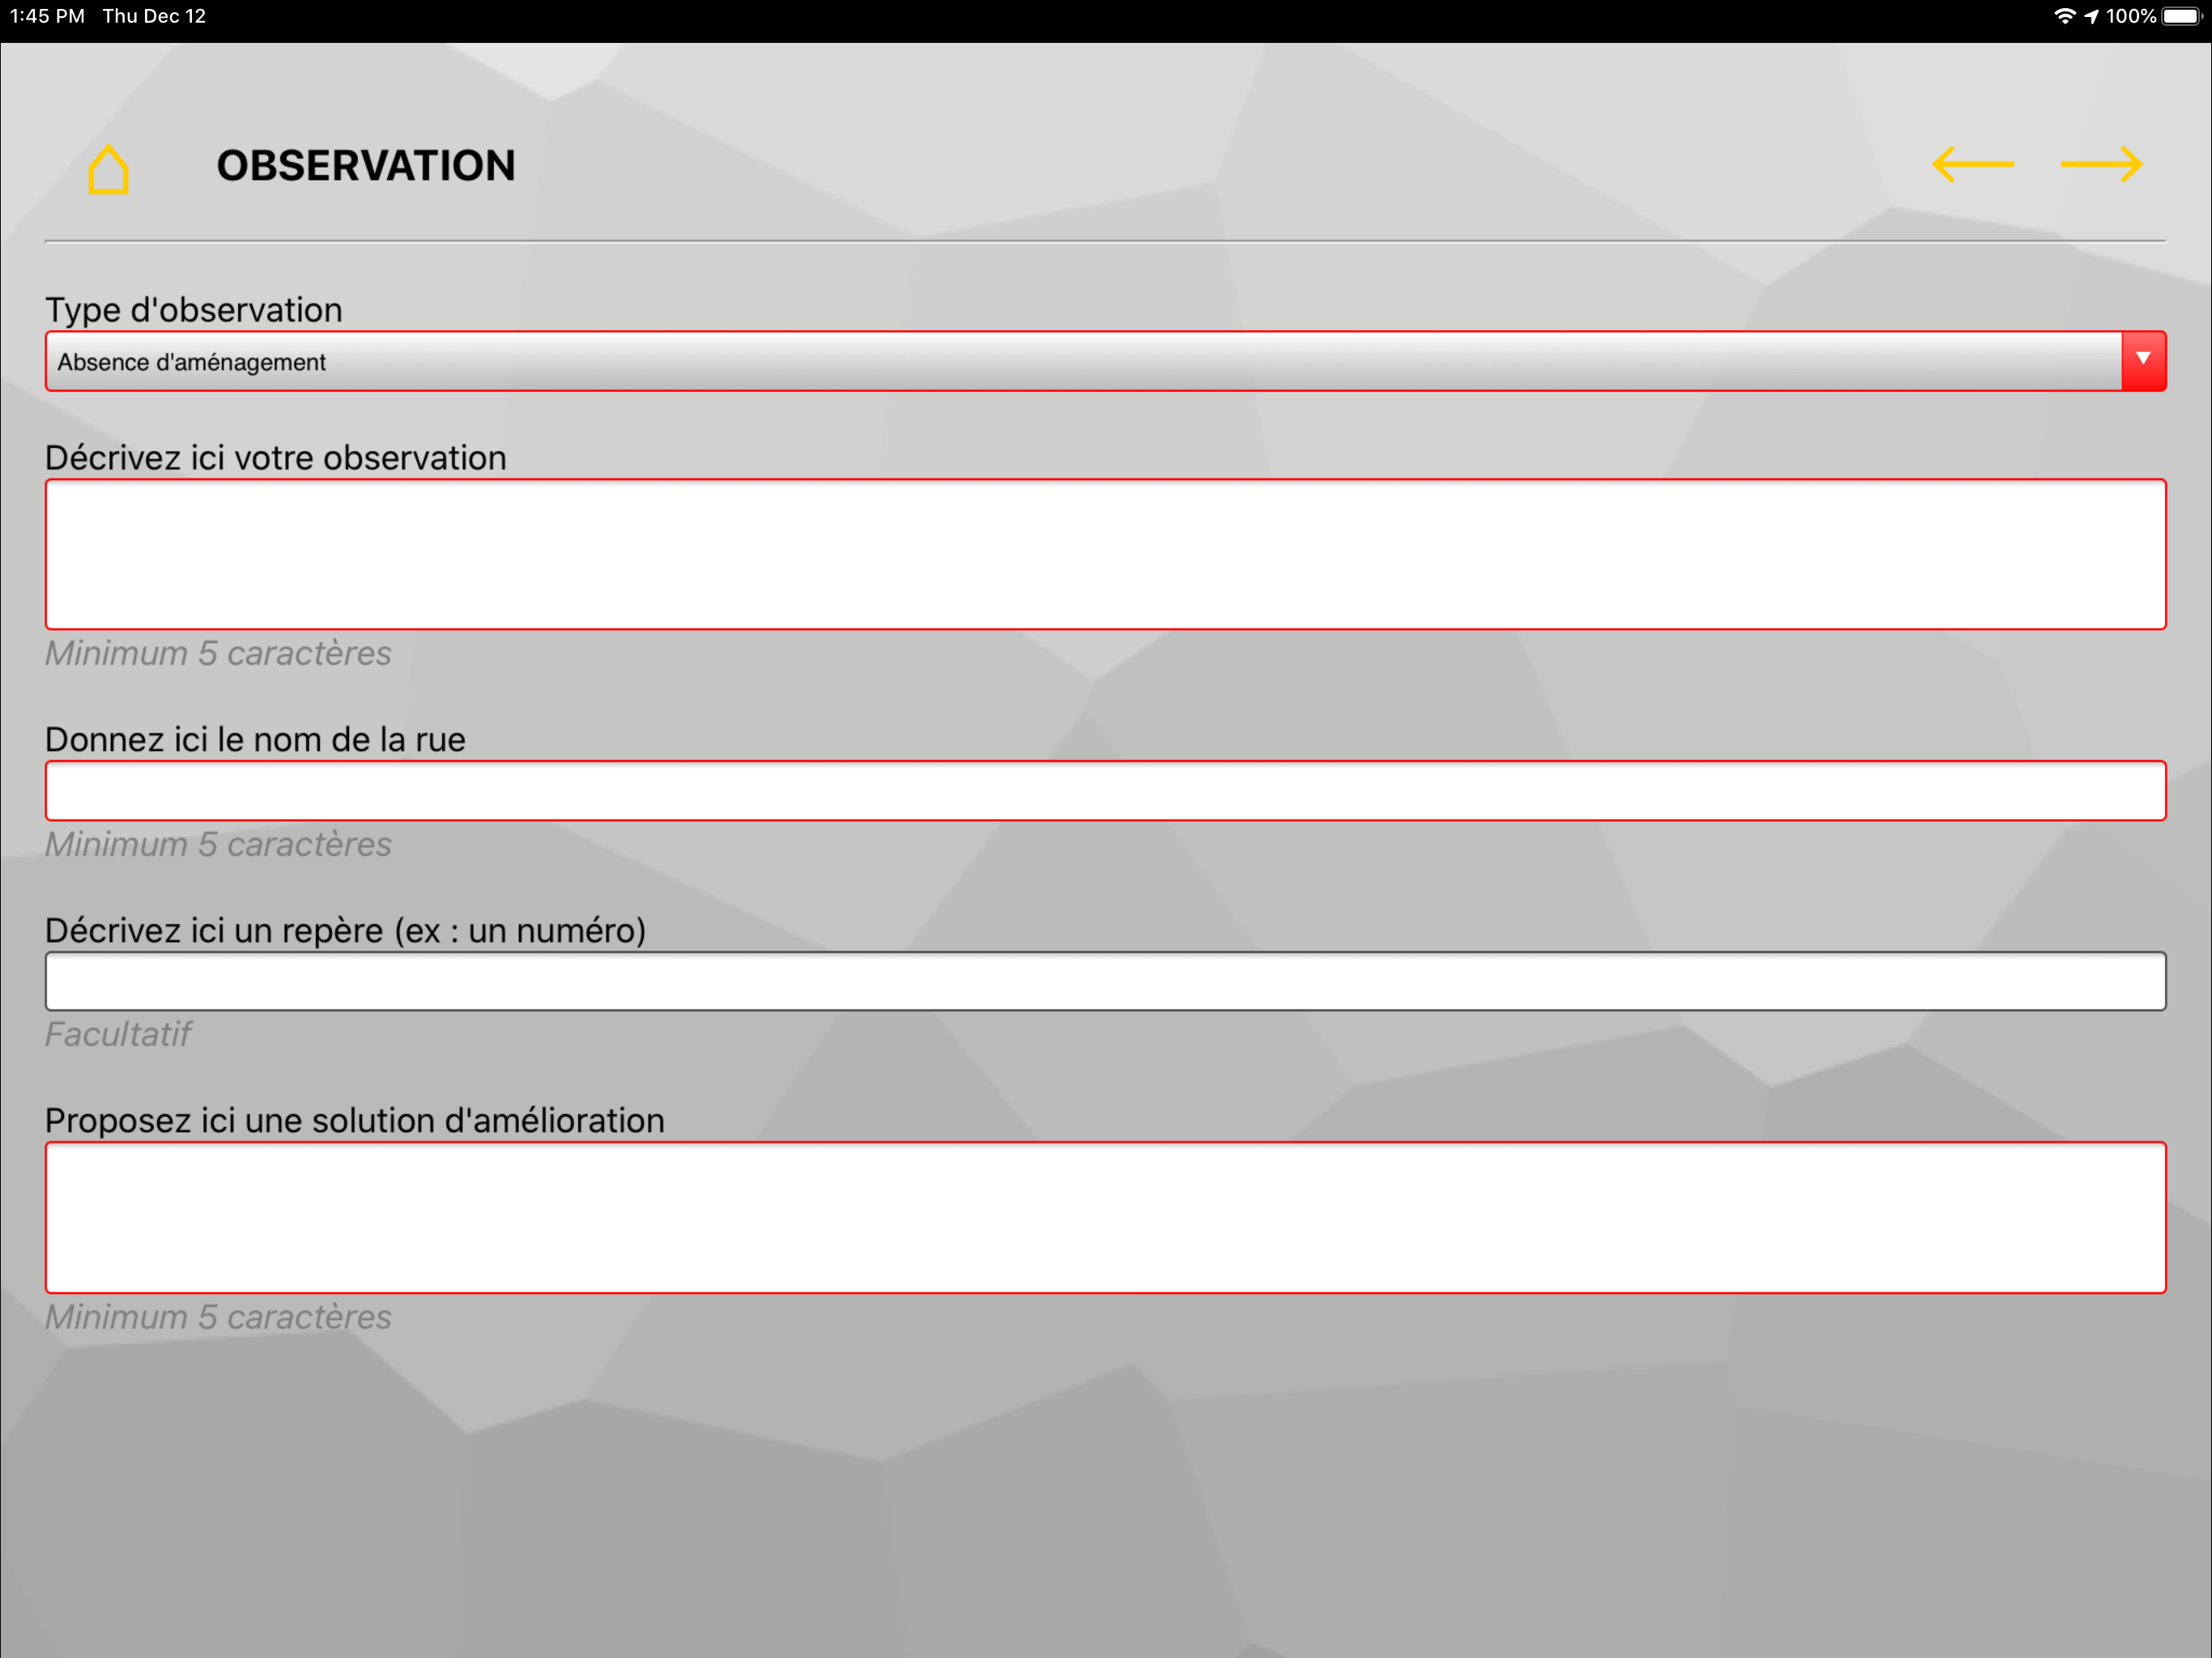 1:45 PM Thu Dec 12 100%
OBSERVATION
Type d'observation
Absence d'aménagement
Décrivez ici votre observation
Minimum 5 caractères
Donnez ici le nom de la rue
Minimum 5 caractères
Décrivez ici un repère (ex : un numéro)
Facultatif
Proposez ici une solution d'amélioration
Minimum 5 caractères